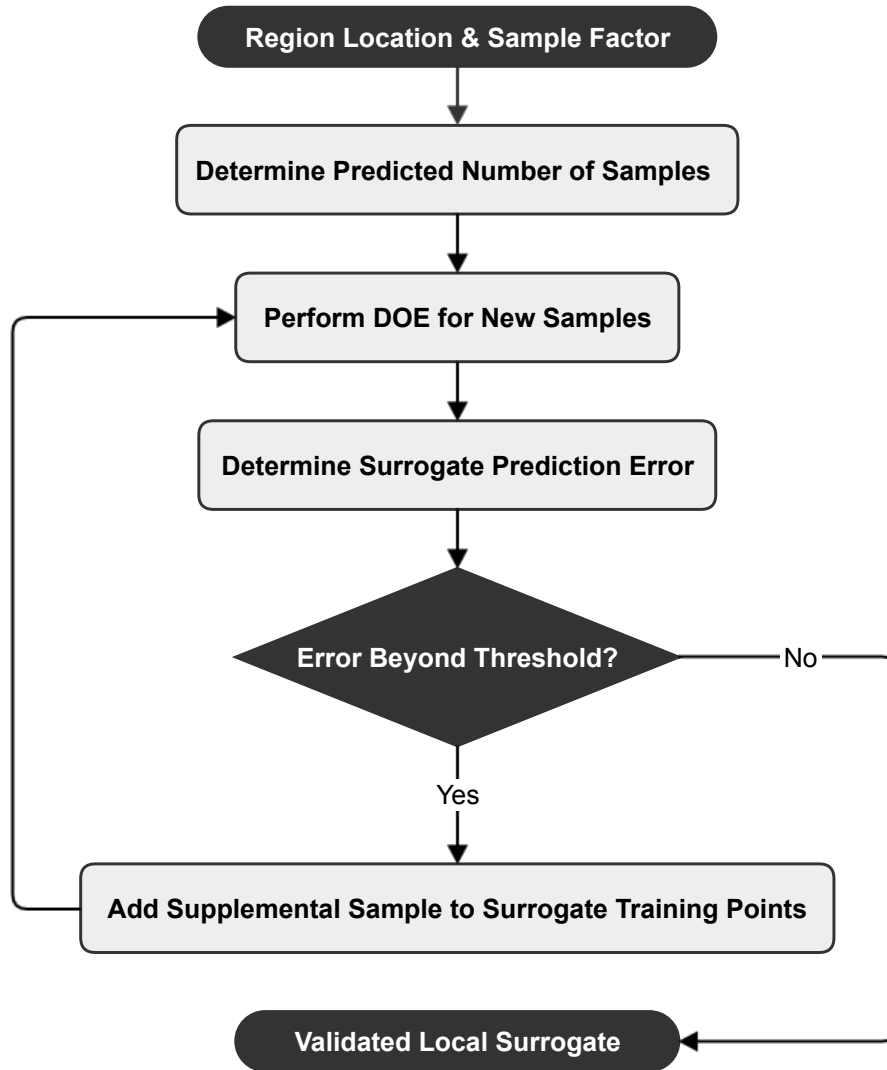 Region Location & Sample Factor
Determine Predicted Number of Samples
Perform DOE for New Samples
Determine Surrogate Prediction Error
Error Beyond Threshold?
No
Yes
Add Supplemental Sample to Surrogate Training Points
Validated Local Surrogate